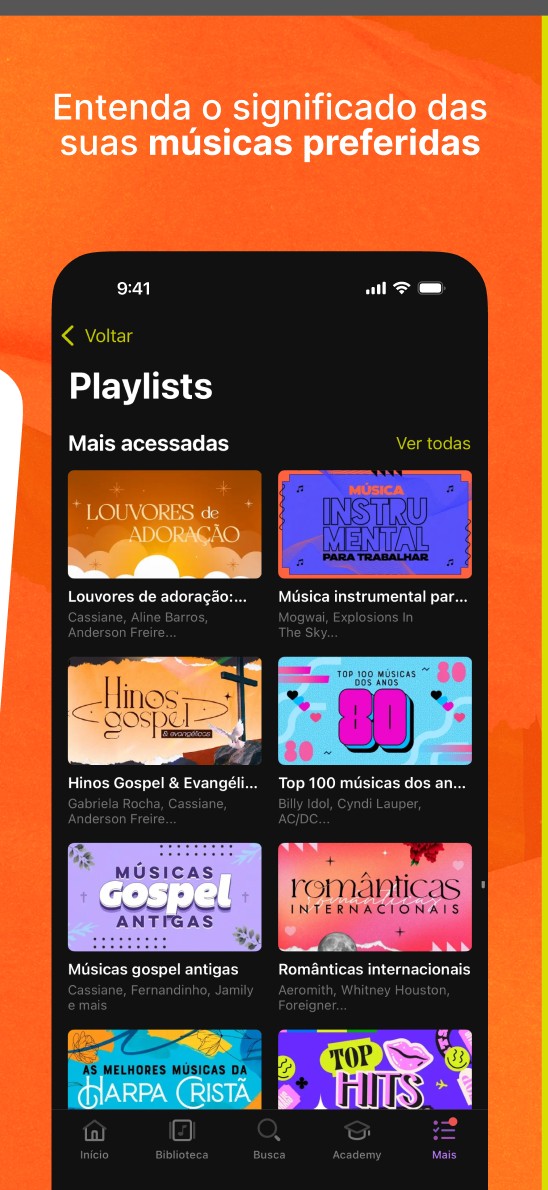 Entenda o significado das
suas músicas preferidas
9:41
Voltar
Playlists
Mais acessadas
Ver todas
LOUVORES de
ADORAÇÃO
MÚSICA
INSTRU
MENTAL
PARA TRABALHAR
Louvores de adoração:...
Cassiane, Aline Barros,
Anderson Freire...
Música instrumental par...
Mogwai, Explosions In
The Sky...
Hinos
gospel
& evangélicos
TOP 100 MÚSICAS
DOS ANOS
80
80
80
Hinos Gospel & Evangéli...
Gabriela Rocha, Cassiane,
Anderson Freire...
Top 100 músicas dos an...
Billy Idol, Cyndi Lauper,
AC/DC...
MÚSICAS
gospel
ANTIGAS
românticas
românticas
INTERNACIONAIS
Músicas gospel antigas
Cassiane, Fernandinho, Jamily
e mais
Românticas internacionais
Aeromith, Whitney Houston,
Foreigner...
AS MELHORES MÚSICAS DA
HARPA CRISTÃ
TOP
HITS
Início
Biblioteca
Busca
Academy
Mais